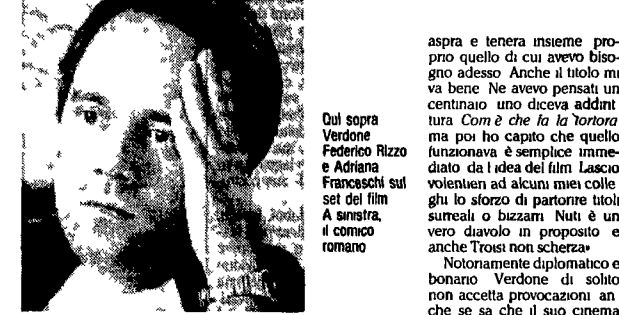 Qui sopra
Verdone
Federico Rizzo
e Adriana
Franceschi sul
set del film
A sinistra,
il comico
romano
aspra e tenera insieme pro-
prio quello di cui avevo biso-
gno adesso Anche il titolo mi
va bene Ne avevo pensati un
centinaio uno diceva addirit
tura Com è che fa la tortora
ma poi ho capito che quello
funzionava è semplice imme-
diato da l idea del film Lascio
volentieri ad alcuni miei colle
ghi lo sforzo di partorire titoli
surreali o bizzarri Nuti è un
vero diavolo in proposito e
anche Troisi non scherza»
Notoriamente diplomatico e
bonario Verdone di solito
non accetta provocazioni an
che se sa che il suo cinema